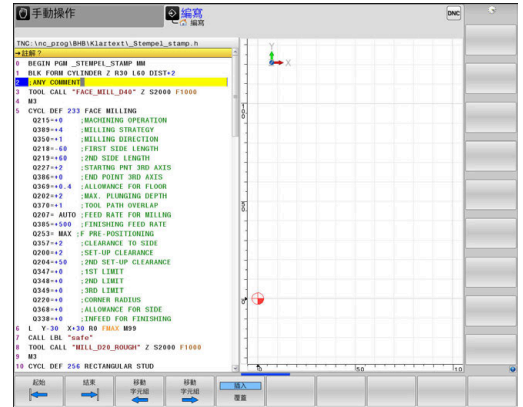 手動操作
編寫
編寫
DNC
TNC:\nc_prog\BHB\Klartext\_Stempel_stamp.h
→註解？
0 BEGIN PGM _STEMPEL_STAMP MM
1 BLK FORM CYLINDER Z R30 L60 DIST+2
2 ;ANY COMMENT
3 TOOL CALL "FACE_MILL_D40" Z S2000 F1000
4 M3
5 CYCL DEF 233 FACE MILLING
Q215=+0 ;MACHINING OPERATION
Q389=+4 ;MILLING STRATEGY
Q350=+1 ;MILLING DIRECTION
Q218=-60 ;FIRST SIDE LENGTH
Q219=+60 ;2ND SIDE LENGTH
Q227=+2 ;STARTNG PNT 3RD AXIS
Q386=+0 ;END POINT 3RD AXIS
Q369=+0.4 ;ALLOWANCE FOR FLOOR
Q202=+2 ;MAX. PLUNGING DEPTH
Q370=+1 ;TOOL PATH OVERLAP
Q207= AUTO ;FEED RATE FOR MILLNG
Q385=+500 ;FINISHING FEED RATE
Q253= MAX ;F PRE-POSITIONING
Q357=+2 ;CLEARANCE TO SIDE
Q200=+2 ;SET-UP CLEARANCE
Q204=+50 ;2ND SET-UP CLEARANCE
Q347=+0 ;1ST LIMIT
Q348=+0 ;2ND LIMIT
Q349=+0 ;3RD LIMIT
Q220=+0 ;CORNER RADIUS
Q368=+0 ;ALLOWANCE FOR SIDE
Q338=+0 ;INFEED FOR FINISHING
6 L Y-30 X+30 R0 FMAX M99
7 CALL LBL "safe"
8 TOOL CALL "MILL_D20_ROUGH" Z S2000 F1000
9 M3
10 CYCL DEF 256 RECTANGULAR STUD
Y
X
100
50
0
0
50
10
起始
結束
移動
字元組
移動
字元組
插入
覆蓋